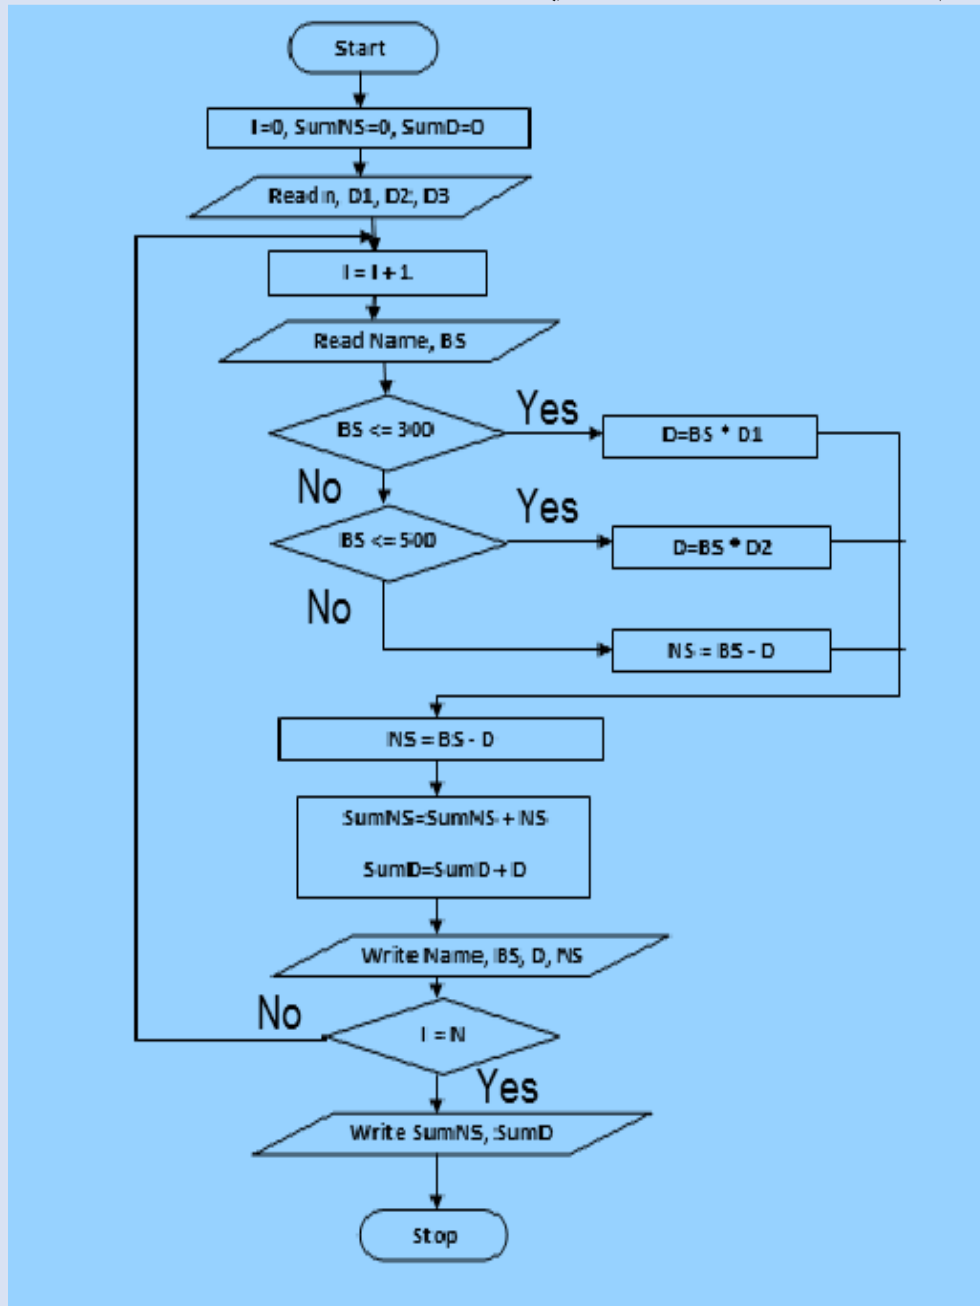 Start
I=0, SumNS=0, SumD=0
Read n, D1, D2, D3
I = I + 1
Read Name, BS
BS <= 300
Yes
D=BS * D1
No
BS <= 500
Yes
D=BS * D2
No
NS = BS - D
NS = BS - D
SumNS=SumNS + NS
SumD=SumD + D
Write Name, BS, D, NS
No
I = N
Yes
Write SumNS, SumD
Stop